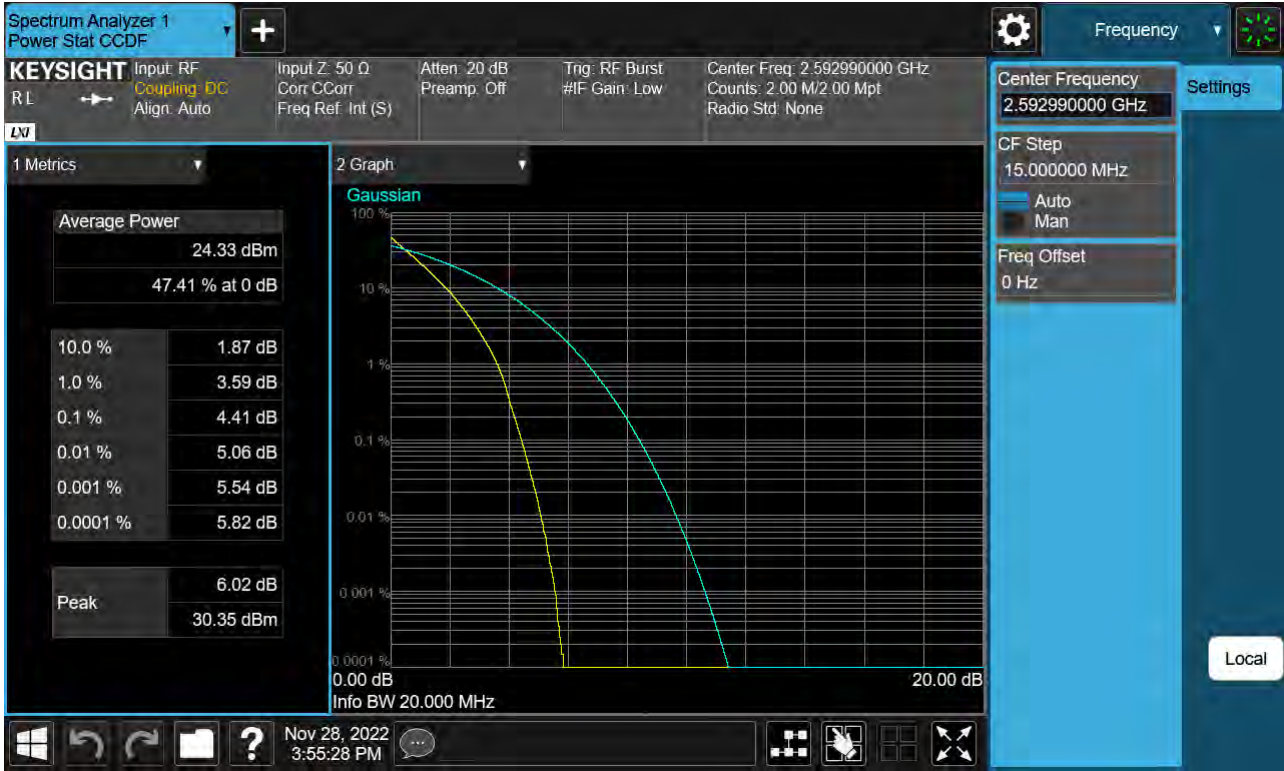 Spectrum Analyzer 1
Power Stat CCDF
+
Frequency
KEYSIGHT
R L
LXI
Input: RF
Coupling: DC
Align: Auto
Input Z: 50 Ω
Corr CCorr
Freq Ref: Int (S)
Atten: 20 dB
Preamp: Off
Trig: RF Burst
#IF Gain: Low
Center Freq: 2.592990000 GHz
Counts: 2.00 M/2.00 Mpt
Radio Std: None
Center Frequency
2.592990000 GHz
Settings
CF Step
15.000000 MHz
Auto
Man
Freq Offset
0 Hz
1 Metrics
Average Power
24.33 dBm
47.41 % at 0 dB
10.0 % 1.87 dB
1.0 % 3.59 dB
0.1 % 4.41 dB
0.01 % 5.06 dB
0.001 % 5.54 dB
0.0001 % 5.82 dB
Peak
6.02 dB
30.35 dBm
2 Graph
Gaussian
100 %
10 %
1 %
0.1 %
0.01 %
0.001 %
0.0001 %
0.00 dB 20.00 dB
Info BW 20.000 MHz
Local
?
Nov 28, 2022
3:55:28 PM